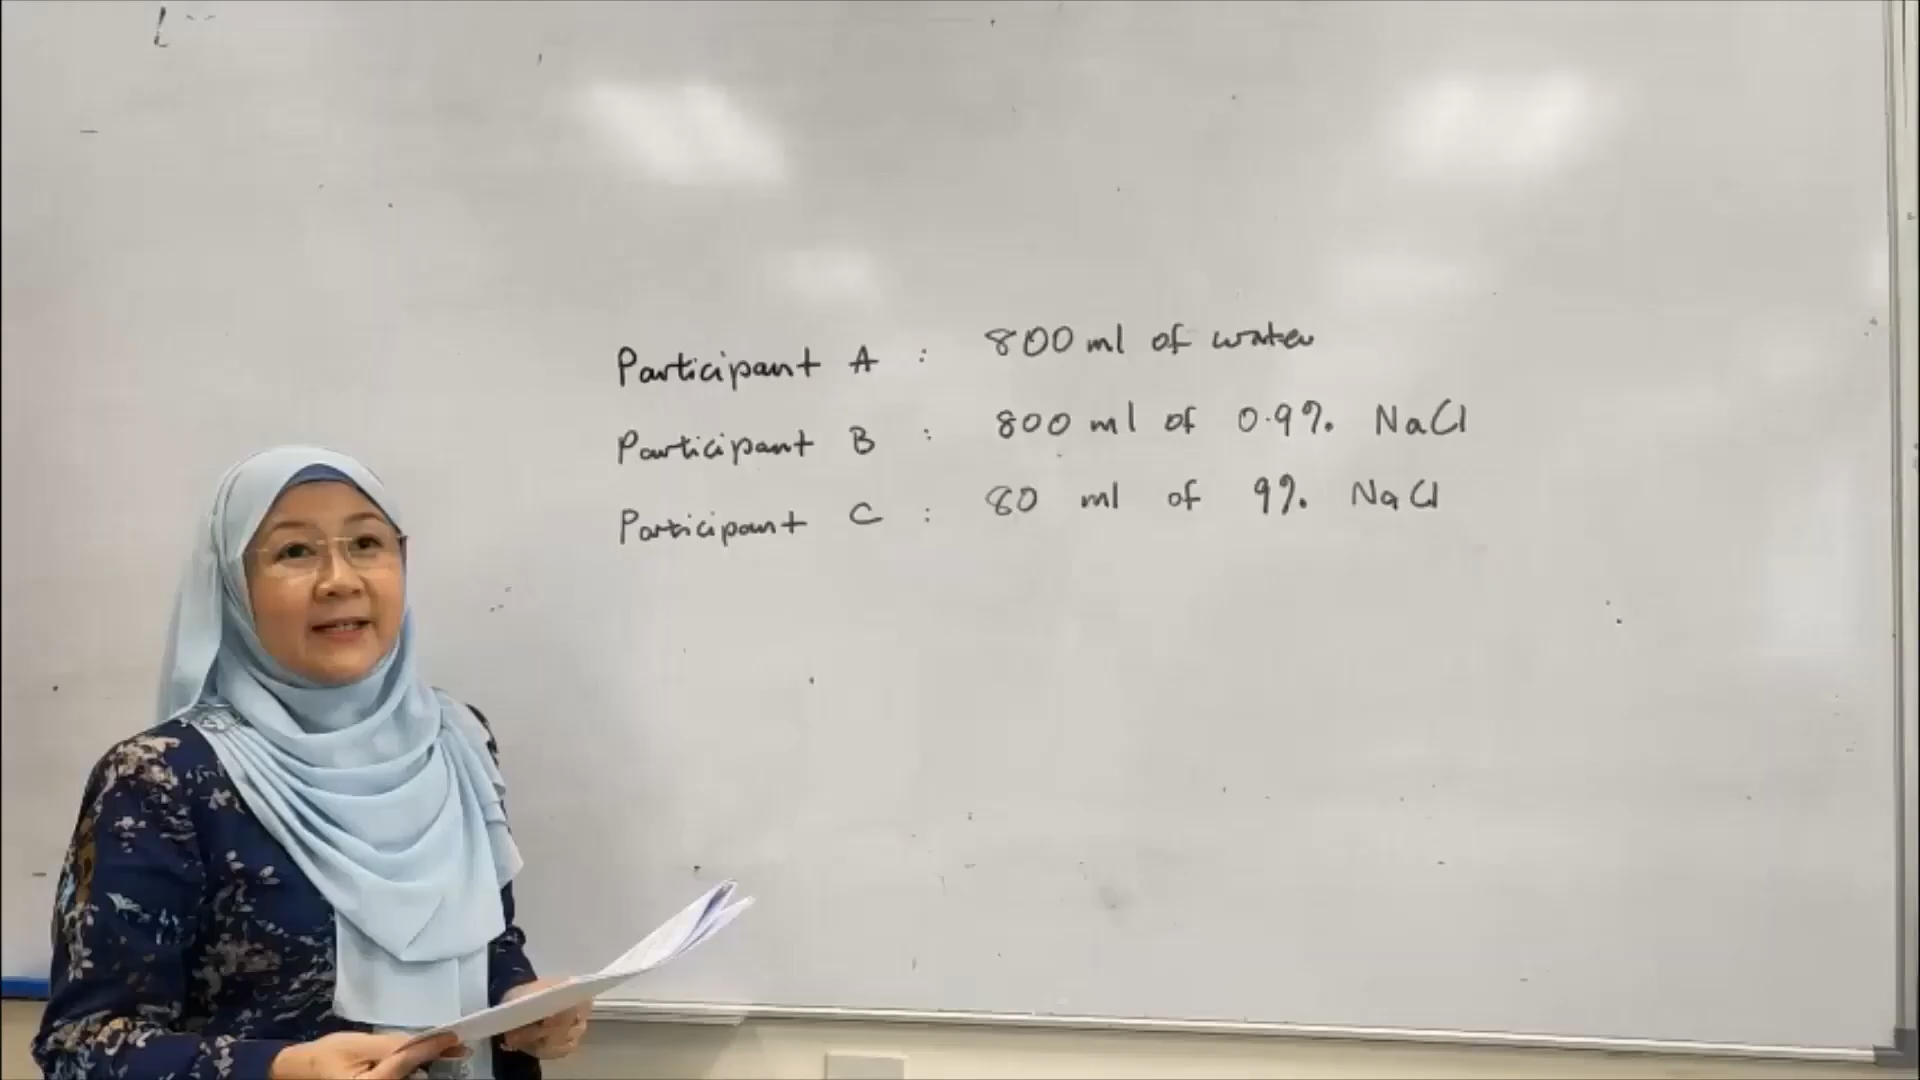 Participant A : 800 ml of water
Participant B : 800 ml of 0.9% NaCl
Participant C : 80 ml of 9% NaCl